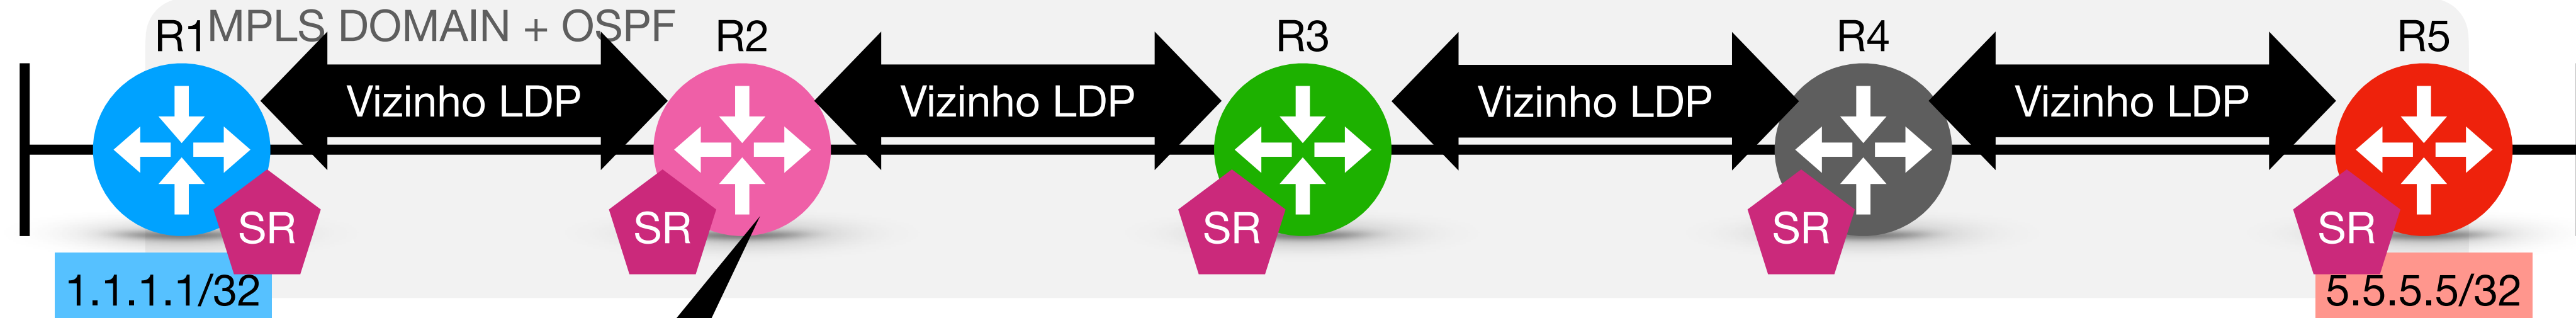 MPLS DOMAIN + OSPF
R1
R2
R3
R4
R5
Vizinho LDP
Vizinho LDP
Vizinho LDP
Vizinho LDP
SR
SR
SR
SR
SR
1.1.1.1/32
5.5.5.5/32